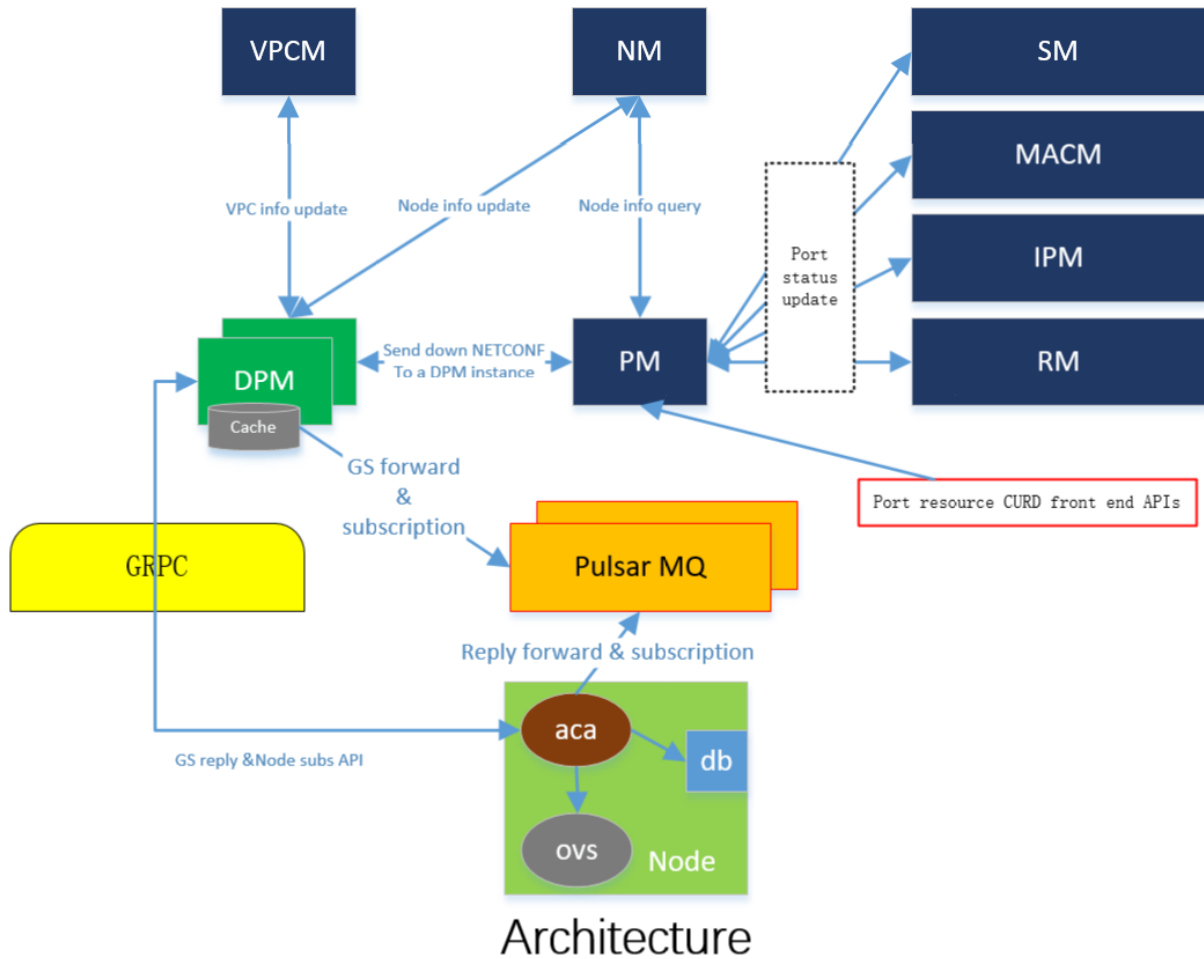 VPCM
NM
SM
MACM
IPM
RM
VPC info update
Node info update
Node info query
Port
status
update
DPM
Cache
Send down NETCONF
To a DPM instance
PM
GS forward
&
subscription
Port resource CURD front end APIs
GRPC
Pulsar MQ
Reply forward & subscription
aca
db
ovs
Node
GS reply &Node subs API
Architecture